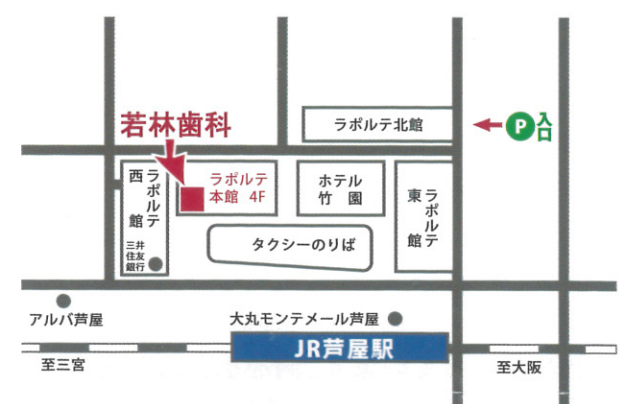 若林歯科
ラポルテ北館
P
入口
ラポルテ
西館
三井
住友
銀行
ラポルテ
本館 4F
ホテル
竹園
ラポルテ
東館
タクシーのりば
アルパ芦屋
大丸モンテメール芦屋
JR芦屋駅
至三宮
至大阪